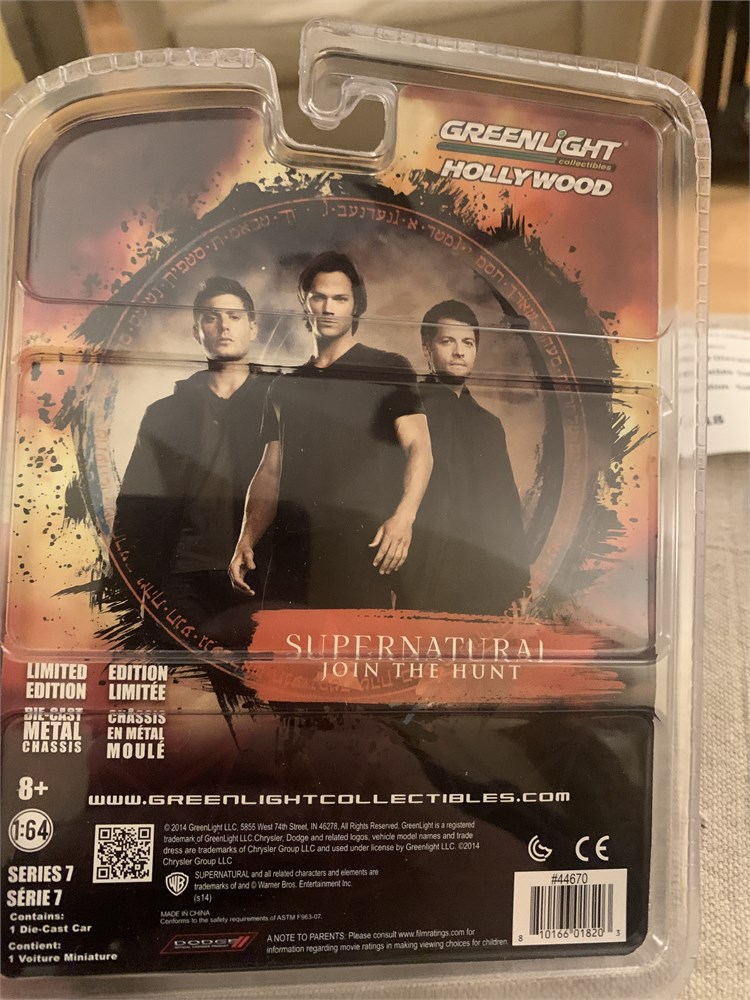 GREENLIGHT
collectibles
HOLLYWOOD
SUPERNATURAL
JOIN THE HUNT
LIMITED EDITION
EDITION LIMITÉE
DIE-CAST METAL CHASSIS
CHÂSSIS EN MÉTAL MOULÉ
8+
WWW.GREENLIGHTCOLLECTIBLES.COM
1:64
© 2014 GreenLight LLC, 5855 West 74th Street, IN 46278, All Rights Reserved. GreenLight is a registered
trademark of GreenLight LLC.Chrysler, Dodge and related logos, vehicle model names and trade
dress are trademarks of Chrysler Group LLC and used under license by Greenlight LLC. ©2014
Chrysler Group LLC
SERIES 7
SÉRIE 7
WB
SUPERNATURAL and all related characters and elements are
trademarks of and © Warner Bros. Entertainment Inc.
(s14)
CE
Contains:
1 Die-Cast Car
Contient:
1 Voiture Miniature
MADE IN CHINA
Conforms to the safety requirements of ASTM F963-07.
DODGE
A NOTE TO PARENTS: Please consult www.filmratings.com for
information regarding movie ratings in making viewing choices for children.
#44670
8 10166 01820 3